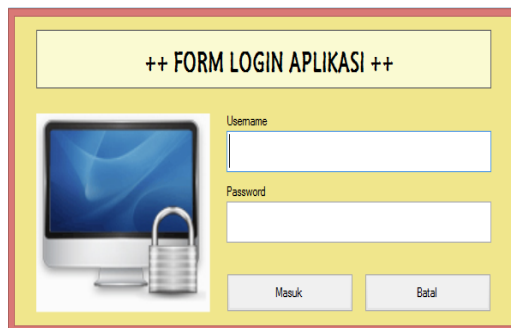 ++ FORM LOGIN APLIKASI ++
Username
Password
Masuk
Batal